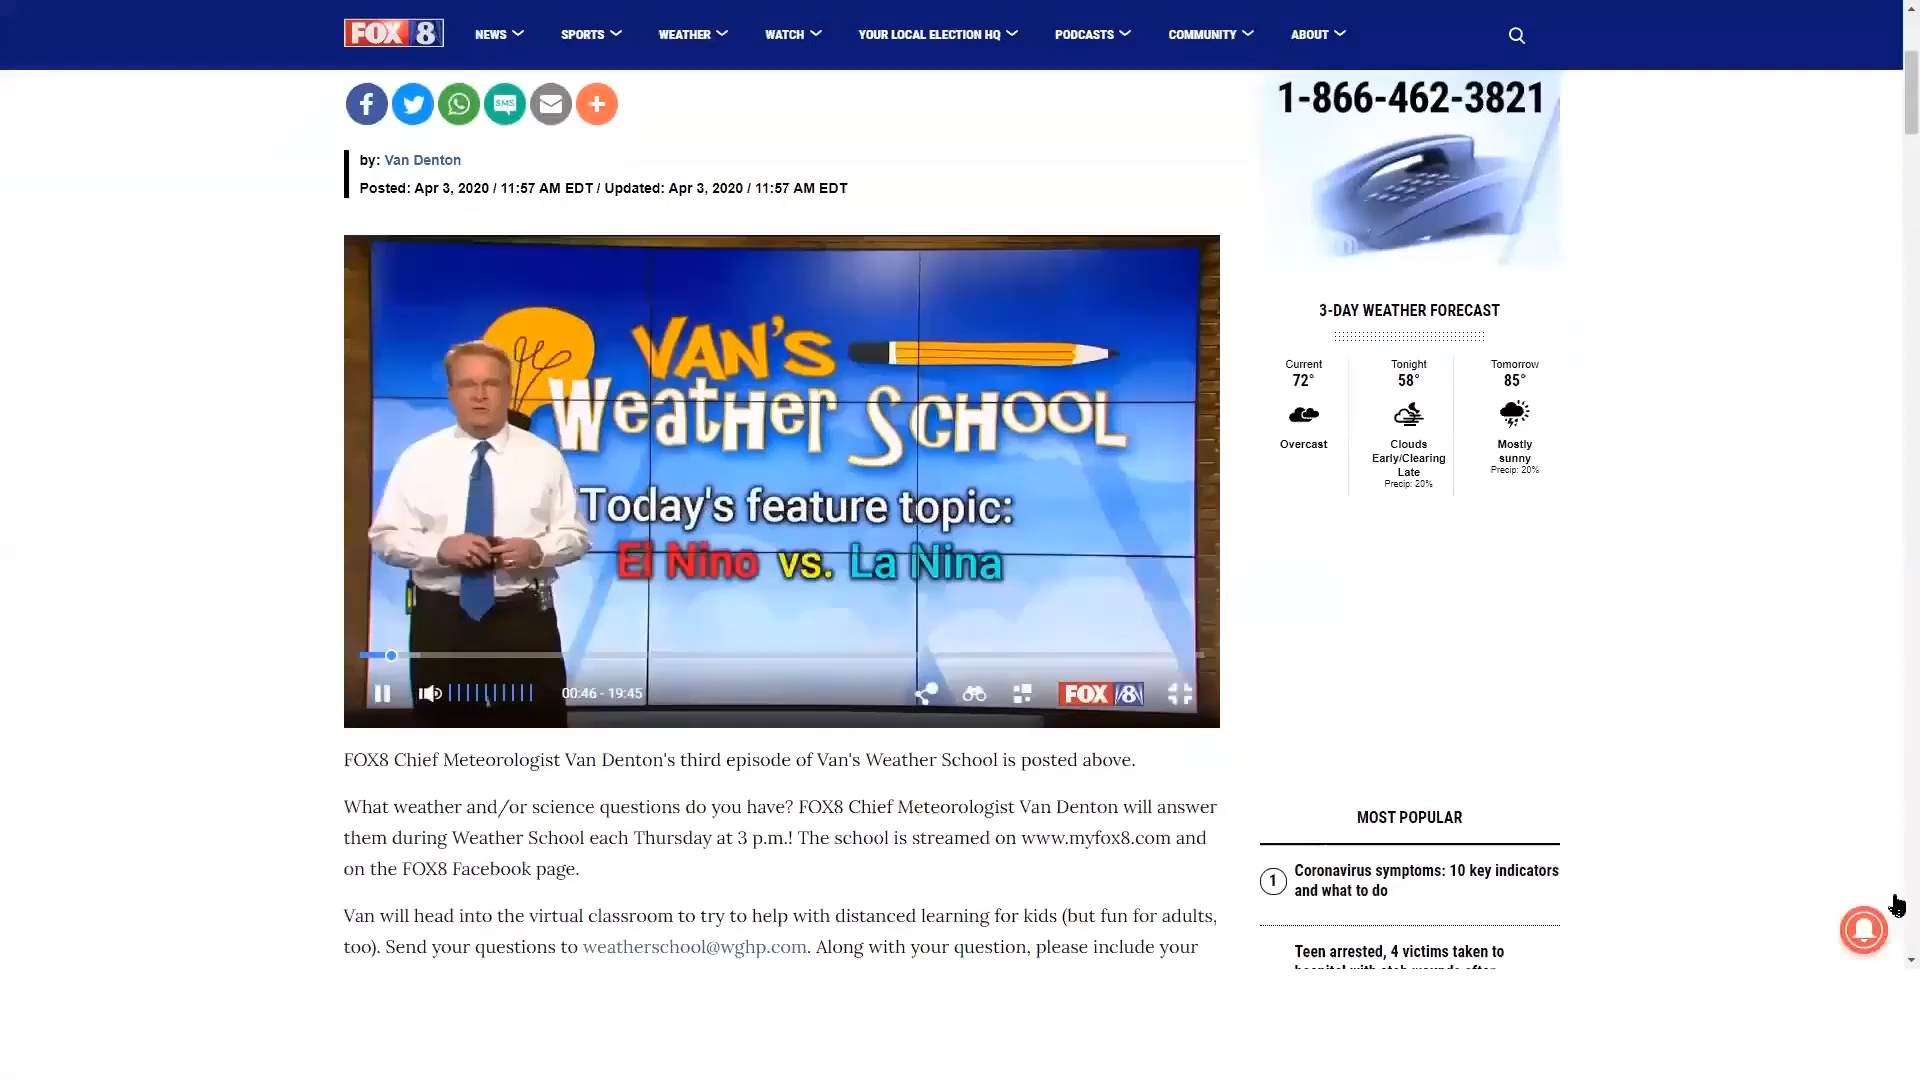 FOX 8
NEWS
SPORTS
WEATHER
WATCH
YOUR LOCAL ELECTION HQ
PODCASTS
COMMUNITY
ABOUT
SMS
by: Van Denton
Posted: Apr 3, 2020 / 11:57 AM EDT / Updated: Apr 3, 2020 / 11:57 AM EDT
VAN'S
WEATHER SCHOOL
Today's feature topic:
El Nino vs. La Nina
00:46 - 19:45
FOX 8
FOX8 Chief Meteorologist Van Denton's third episode of Van's Weather School is posted above.
What weather and/or science questions do you have? FOX8 Chief Meteorologist Van Denton will answer
them during Weather School each Thursday at 3 p.m.! The school is streamed on www.myfox8.com and
on the FOX8 Facebook page.
Van will head into the virtual classroom to try to help with distanced learning for kids (but fun for adults,
too). Send your questions to weatherschool@wghp.com. Along with your question, please include your
1-866-462-3821
3-DAY WEATHER FORECAST
Current
72°
Overcast
Tonight
58°
Clouds
Early/Clearing
Late
Precip: 20%
Tomorrow
85°
Mostly
sunny
Precip: 20%
MOST POPULAR
1
Coronavirus symptoms: 10 key indicators
and what to do
Teen arrested, 4 victims taken to
hospital with stab wounds after